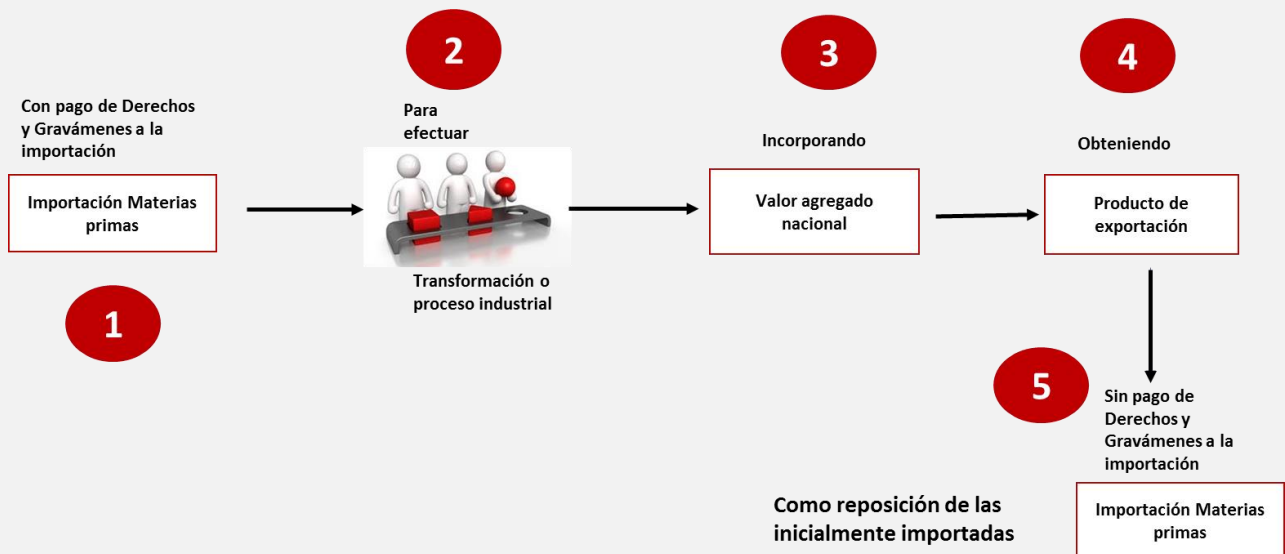 1
Con pago de Derechos
y Gravámenes a la
importación
Importación Materias
primas
2
Para
efectuar
Transformación o
proceso industrial
3
Incorporando
Valor agregado
nacional
4
Obteniendo
Producto de
exportación
5
Sin pago de
Derechos y
Gravámenes a la
importación
Importación Materias
primas
Como reposición de las
inicialmente importadas